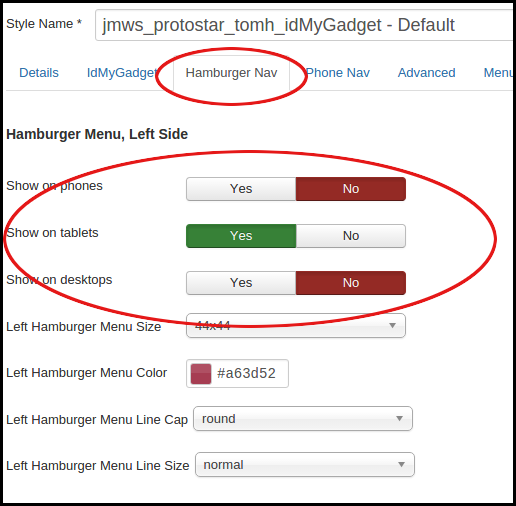 Style Name * jmws_protostar_tomh_idMyGadget - Default
Details IdMyGadget Hamburger Nav Phone Nav Advanced Menu
Hamburger Menu, Left Side
Show on phones Yes No
Show on tablets Yes No
Show on desktops Yes No
Left Hamburger Menu Size 44x44
Left Hamburger Menu Color #a63d52
Left Hamburger Menu Line Cap round
Left Hamburger Menu Line Size normal